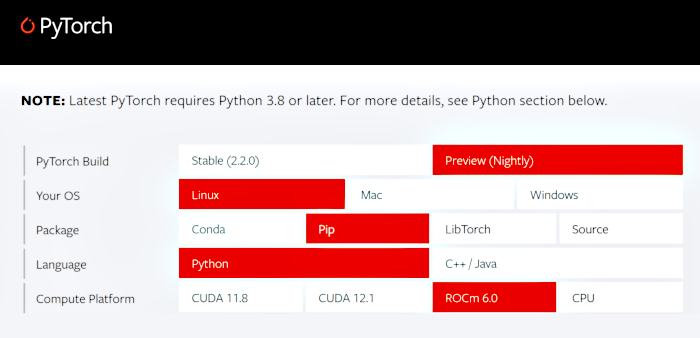 PyTorch
NOTE: Latest PyTorch requires Python 3.8 or later. For more details, see Python section below.
PyTorch Build Stable (2.2.0) Preview (Nightly)
Your OS Linux Mac Windows
Package Conda Pip LibTorch Source
Language Python C++ / Java
Compute Platform CUDA 11.8 CUDA 12.1 ROCm 6.0 CPU